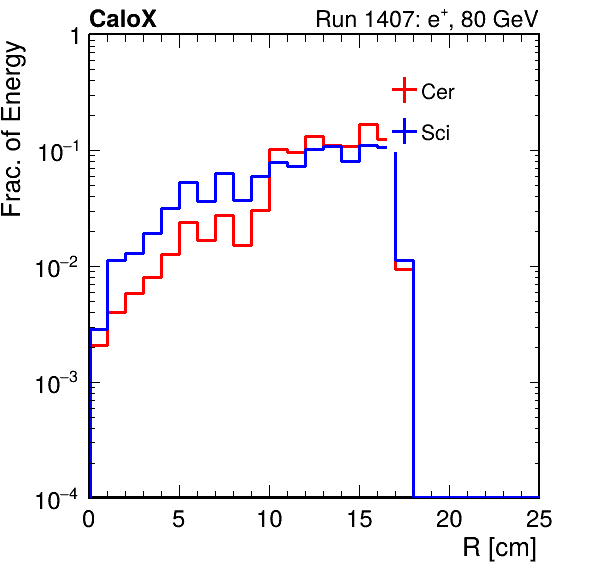 CaloX
Run 1407: e⁺, 80 GeV
Frac. of Energy
1
10⁻¹
10⁻²
10⁻³
10⁻⁴
Cer
Sci
0 5 10 15 20 25
R [cm]